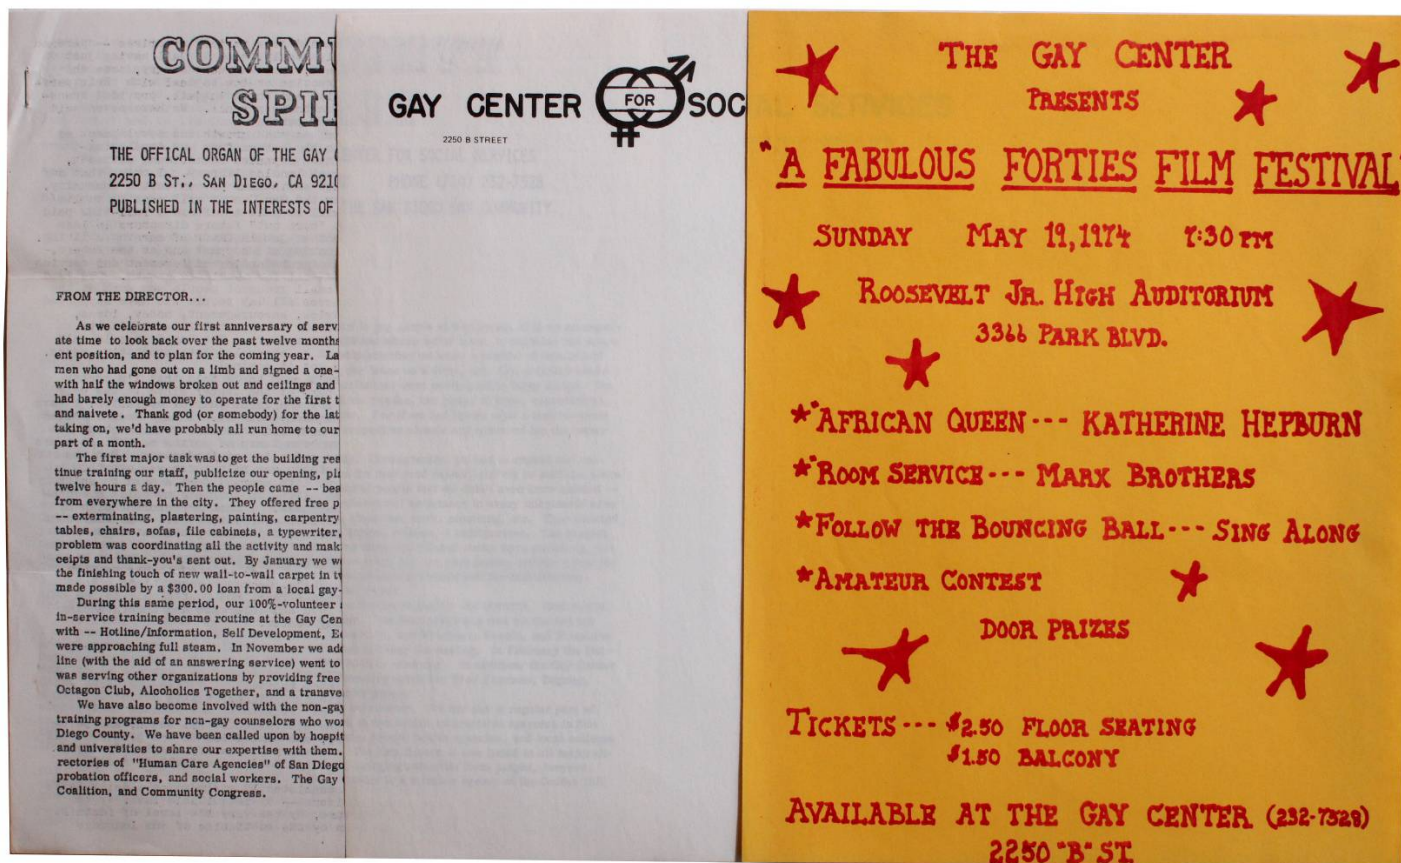 COMMU
SPIR
THE OFFICAL ORGAN OF THE GAY
2250 B ST., SAN DIEGO, CA 9210
PUBLISHED IN THE INTERESTS OF
FROM THE DIRECTOR...
As we celebrate our first anniversary of serv
ate time to look back over the past twelve months
ent position, and to plan for the coming year. La
men who had gone out on a limb and signed a one-
with half the windows broken out and ceilings and
had barely enough money to operate for the first t
and naivete. Thank god (or somebody) for the lat
taking on, we'd have probably all run home to our
part of a month.
The first major task was to get the building rea
tinue training our staff, publicize our opening, pla
twelve hours a day. Then the people came -- bea
from everywhere in the city. They offered free p
-- exterminating, plastering, painting, carpentry
tables, chairs, sofas, file cabinets, a typewriter,
problem was coordinating all the activity and mak
ceipts and thank-you's sent out. By January we w
the finishing touch of new wall-to-wall carpet in tw
made possible by a $300.00 loan from a local gay-
During this same period, our 100%-volunteer
in-service training became routine at the Gay Cen
with -- Hotline/Information, Self Development, Ed
were approaching full steam. In November we add
line (with the aid of an answering service) went to
was serving other organizations by providing free
Octagon Club, Alcoholics Together, and a transve
We have also become involved with the non-gay
training programs for non-gay counselors who wor
Diego County. We have been called upon by hospit
and universities to share our expertise with them.
rectories of "Human Care Agencies" of San Diego
probation officers, and social workers. The Gay
Coalition, and Community Congress.
GAY CENTER FOR SOC
2250 B STREET
THE GAY CENTER
PRESENTS
"A FABULOUS FORTIES FILM FESTIVAL
SUNDAY MAY 19, 1974 7:30 PM
ROOSEVELT JR. HIGH AUDITORIUM
3366 PARK BLVD.
*"AFRICAN QUEEN --- KATHERINE HEPBURN
*"ROOM SERVICE --- MARX BROTHERS
*FOLLOW THE BOUNCING BALL --- SING ALONG
*AMATEUR CONTEST
DOOR PRIZES
TICKETS --- $2.50 FLOOR SEATING
$1.50 BALCONY
AVAILABLE AT THE GAY CENTER (232-7528)
2250 "B" ST.